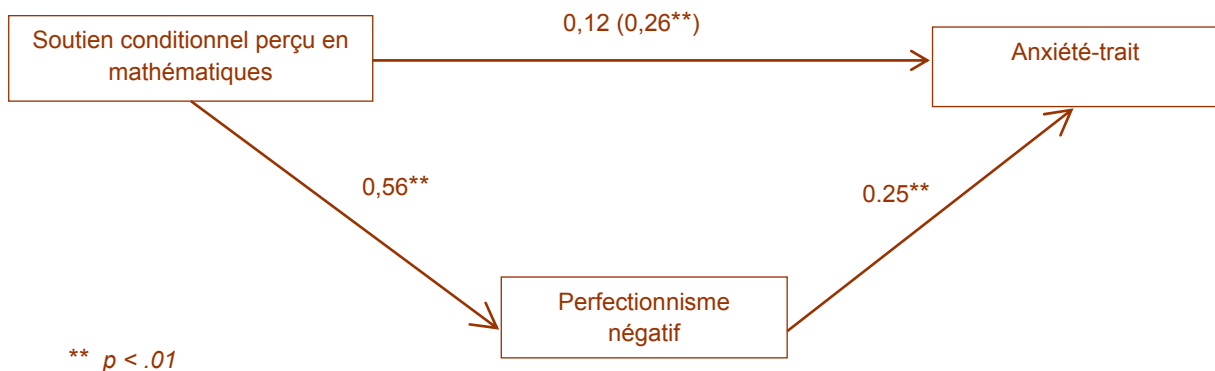 0,12 (0,26**)
Soutien conditionnel perçu en
mathématiques
Anxiété-trait
0,56**
0.25**
Perfectionnisme
négatif
** p < .01